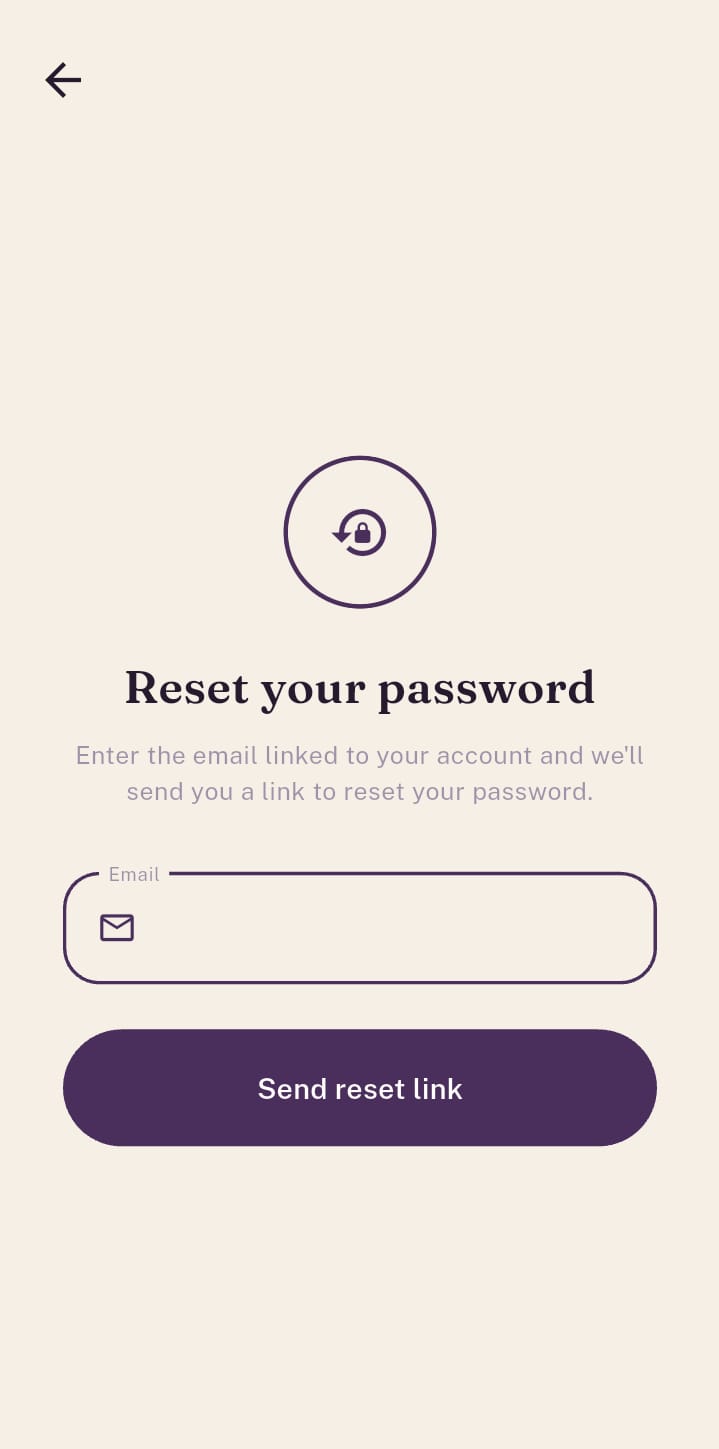 Reset your password
Enter the email linked to your account and we'll
send you a link to reset your password.
Email
Send reset link